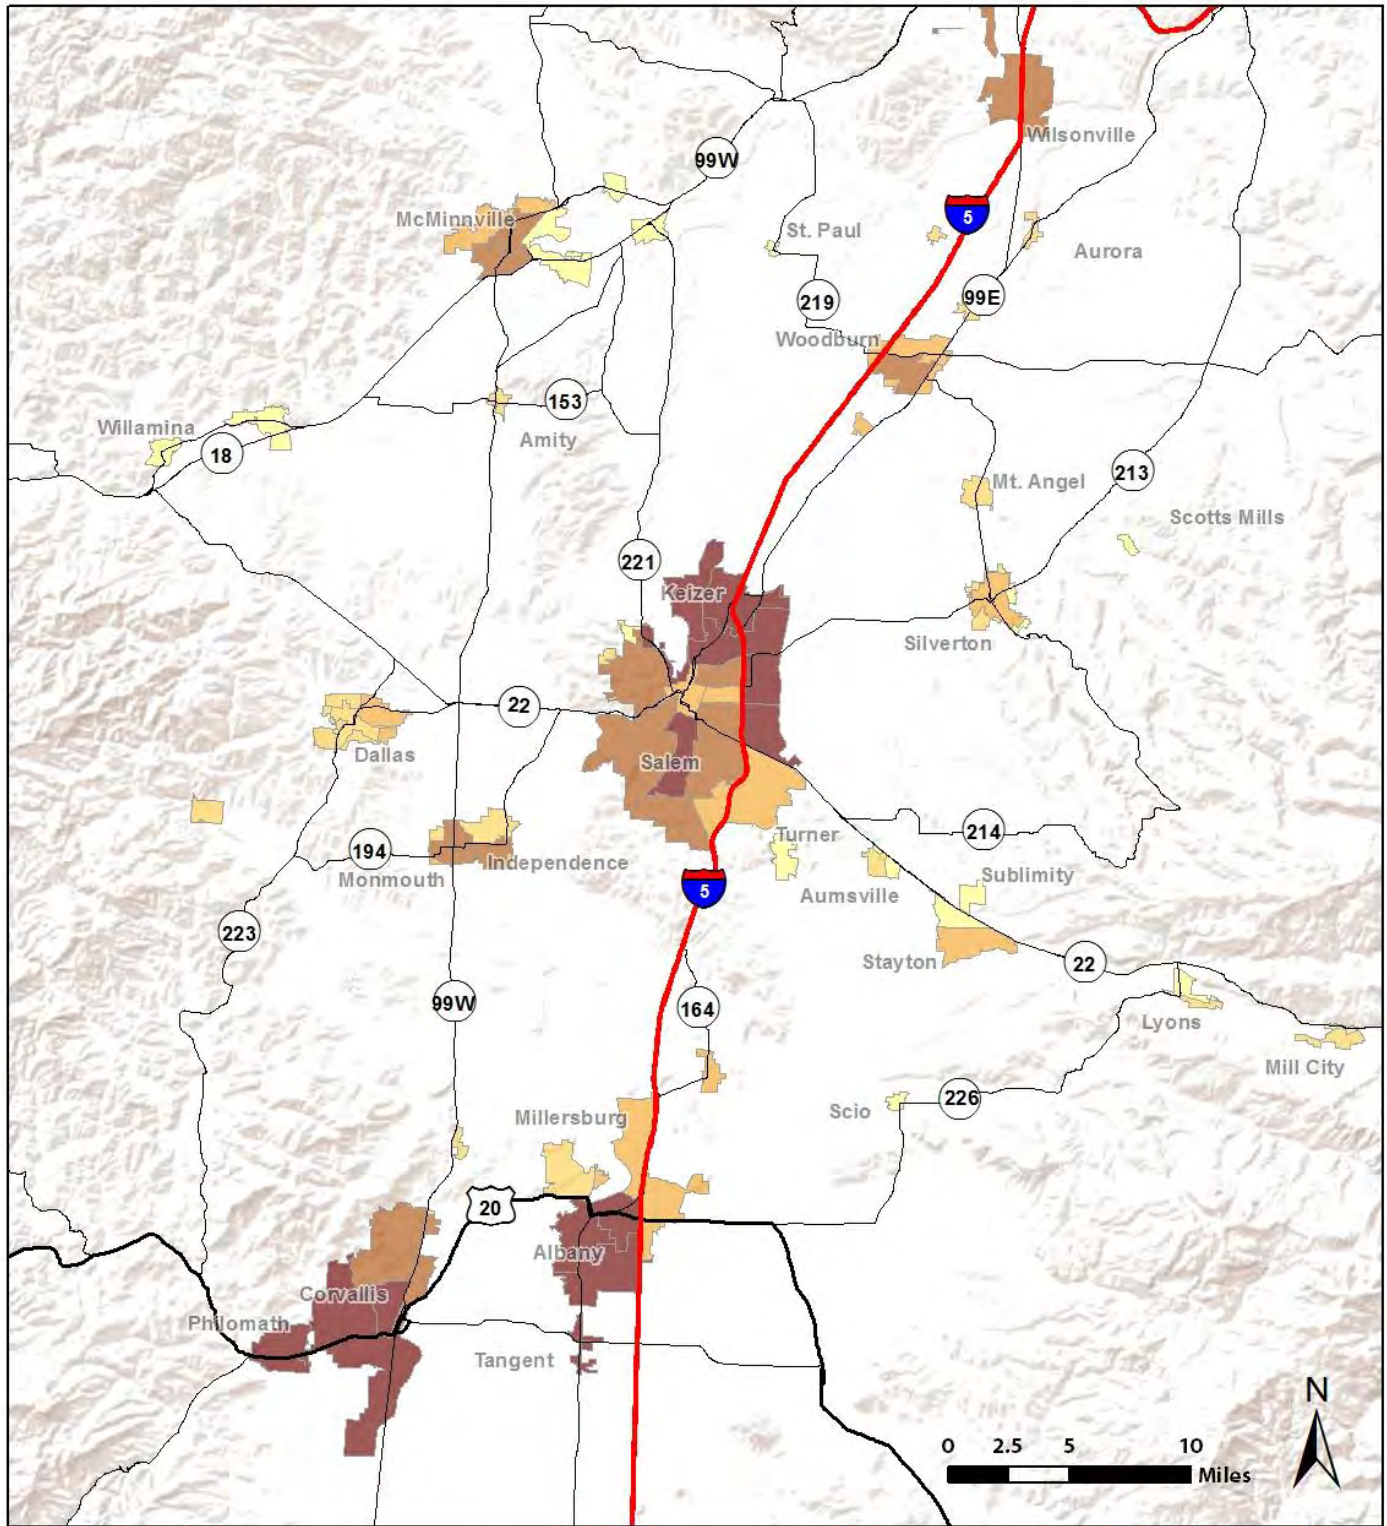 Wilsonville
99W
McMinnville
5
St. Paul
Aurora
219
99E
Woodburn
153
Willamina
Amity
18
213
Mt. Angel
Scotts Mills
221
Keizer
Silverton
22
Dallas
Salem
Turner
214
194
Independence
Monmouth
5
Sublimity
Aumsville
223
Stayton
22
99W
164
Lyons
Mill City
226
Scio
Millersburg
20
Albany
Corvallis
Philomath
Tangent
N
0 2.5 5 10
Miles